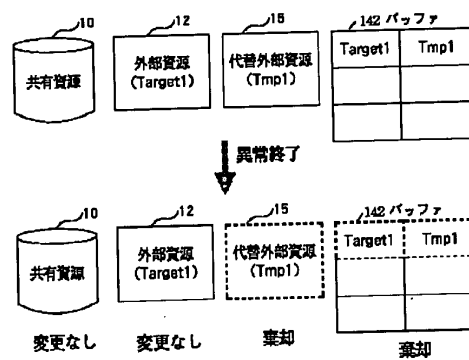 10
12
15
142 バッファ
共有資源
外部資源
(Target1)
代替外部資源
(Tmp1)
Target1
Tmp1
異常終了
10
12
15
142 バッファ
共有資源
外部資源
(Target1)
代替外部資源
(Tmp1)
Target1
Tmp1
変更なし
変更なし
棄却
棄却